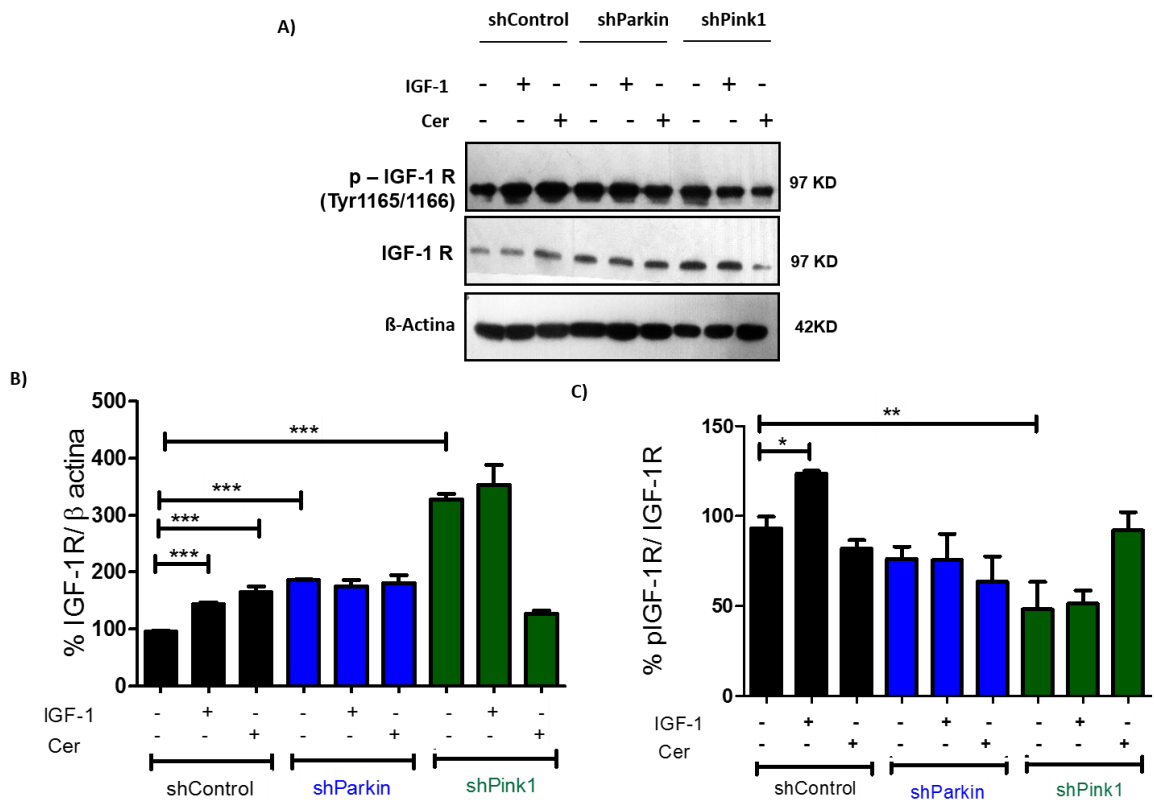 A)
shControl shParkin shPink1
IGF-1 - + - - + - - + -
Cer - - + - - + - - +
p – IGF-1 R
(Tyr1165/1166)
97 KD
IGF-1 R
97 KD
ß-Actina
42KD
B)
% IGF-1R/ β actina
500
400
300
200
100
0
***
***
***
***
IGF-1 - + - - + - - + -
Cer - - + - - + - - +
shControl shParkin shPink1
C)
% pIGF-1R/ IGF-1R
150
100
50
0
**
*
IGF-1 - + - - + - - + -
Cer - - + - - + - - +
shControl shParkin shPink1